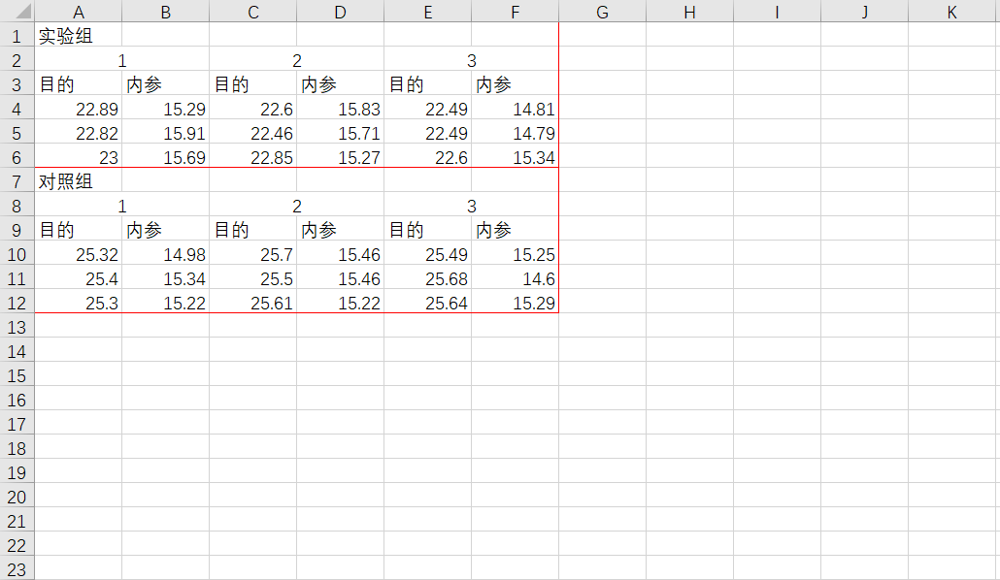 A B C D E F G H I J K
1 实验组
2 1 2 3
3 目的 内参 目的 内参 目的 内参
4 22.89 15.29 22.6 15.83 22.49 14.81
5 22.82 15.91 22.46 15.71 22.49 14.79
6 23 15.69 22.85 15.27 22.6 15.34
7 对照组
8 1 2 3
9 目的 内参 目的 内参 目的 内参
10 25.32 14.98 25.7 15.46 25.49 15.25
11 25.4 15.34 25.5 15.46 25.68 14.6
12 25.3 15.22 25.61 15.22 25.64 15.29
13
14
15
16
17
18
19
20
21
22
23